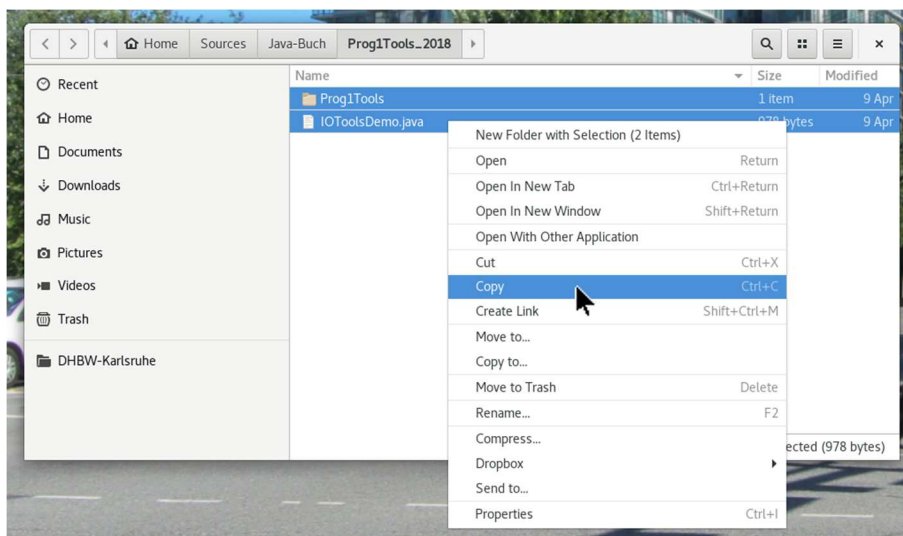 Home Sources Java-Buch Prog1Tools_2018
Name Size Modified
Recent
Prog1Tools 1 item 9 Apr
IOToolsDemo.java 978 bytes 9 Apr
Home
Documents
Downloads
Music
Pictures
Videos
Trash
DHBW-Karlsruhe
New Folder with Selection (2 Items)
Open Return
Open In New Tab Ctrl+Return
Open In New Window Shift+Return
Open With Other Application
Cut Ctrl+X
Copy Ctrl+C
Create Link Shift+Ctrl+M
Move to...
Copy to...
Move to Trash Delete
Rename... F2
Compress...
Dropbox
Send to...
Properties Ctrl+I
(978 bytes)